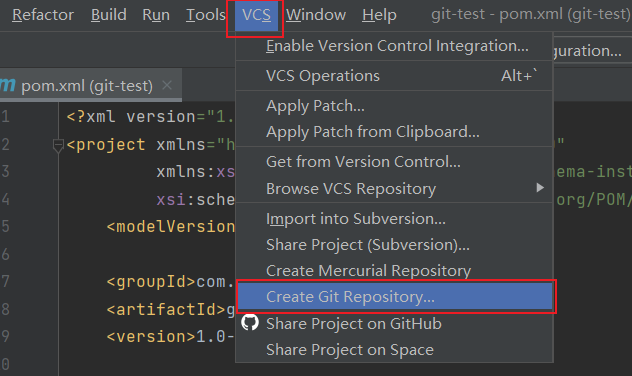 Refactor Build Run Tools VCS Window Help git-test - pom.xml (git-test)
Enable Version Control Integration...
guration...
VCS Operations Alt+`
m pom.xml (git-test)
Apply Patch...
1 <?xml version="1.
Apply Patch from Clipboard...
2 <project xmlns="h "
Get from Version Control...
3 xmlns:xs ema-inst
Browse VCS Repository
4 xsi:sche org/POM/
Import into Subversion...
5 <modelVersion
Share Project (Subversion)...
6
Create Mercurial Repository
7 <groupId>com.
Create Git Repository...
8 <artifactId>g
Share Project on GitHub
9 <version>1.0-
Share Project on Space
0